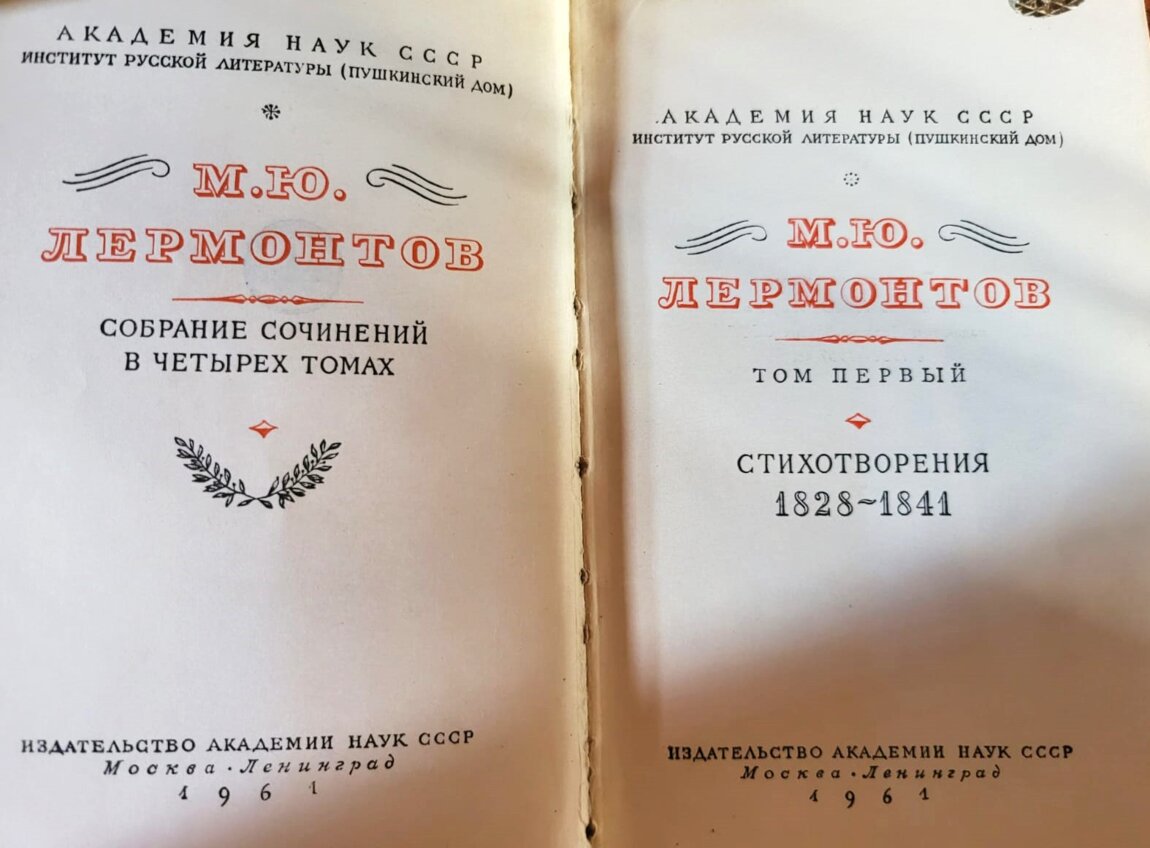 АКАДЕМИЯ НАУК СССР
ИНСТИТУТ РУССКОЙ ЛИТЕРАТУРЫ (ПУШКИНСКИЙ ДОМ)
М.Ю.
ЛЕРМОНТОВ
СОБРАНИЕ СОЧИНЕНИЙ
В ЧЕТЫРЕХ ТОМАХ
ИЗДАТЕЛЬСТВО АКАДЕМИИ НАУК СССР
Москва · Ленинград
1961
АКАДЕМИЯ НАУК СССР
ИНСТИТУТ РУССКОЙ ЛИТЕРАТУРЫ (ПУШКИНСКИЙ ДОМ)
М.Ю.
ЛЕРМОНТОВ
ТОМ ПЕРВЫЙ
СТИХОТВОРЕНИЯ
1828~1841
ИЗДАТЕЛЬСТВО АКАДЕМИИ НАУК СССР
Москва · Ленинград
1961